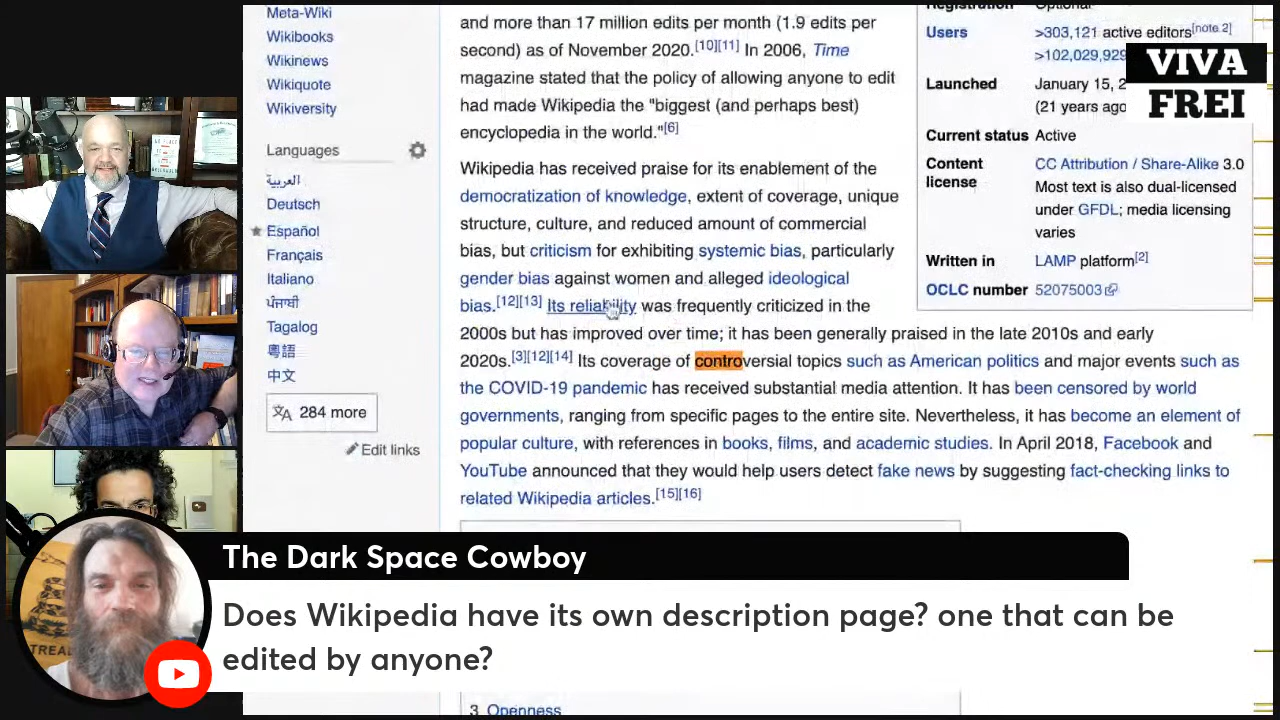 Meta-Wiki
Wikibooks
Wikinews
Wikiquote
Wikiversity
Languages
العربية
Deutsch
Español
Français
Italiano
ਪੰਜਾਬੀ
Tagalog
粵語
中文
284 more
Edit links
and more than 17 million edits per month (1.9 edits per
second) as of November 2020.[10][11] In 2006, Time
magazine stated that the policy of allowing anyone to edit
had made Wikipedia the "biggest (and perhaps best)
encyclopedia in the world."[6]
Wikipedia has received praise for its enablement of the
democratization of knowledge, extent of coverage, unique
structure, culture, and reduced amount of commercial
bias, but criticism for exhibiting systemic bias, particularly
gender bias against women and alleged ideological
bias.[12][13] Its reliability was frequently criticized in the
2000s but has improved over time; it has been generally praised in the late 2010s and early
2020s.[3][12][14] Its coverage of controversial topics such as American politics and major events such as
the COVID-19 pandemic has received substantial media attention. It has been censored by world
governments, ranging from specific pages to the entire site. Nevertheless, it has become an element of
popular culture, with references in books, films, and academic studies. In April 2018, Facebook and
YouTube announced that they would help users detect fake news by suggesting fact-checking links to
related Wikipedia articles.[15][16]
3. Openness
Registration Optional
Users >303,121 active editors[note 2]
>102,029,929
Launched January 15, 2
(21 years ago
Current status Active
Content license CC Attribution / Share-Alike 3.0
Most text is also dual-licensed
under GFDL; media licensing
varies
Written in LAMP platform[2]
OCLC number 52075003
VIVA
FREI
The Dark Space Cowboy
Does Wikipedia have its own description page? one that can be
edited by anyone?
TREA